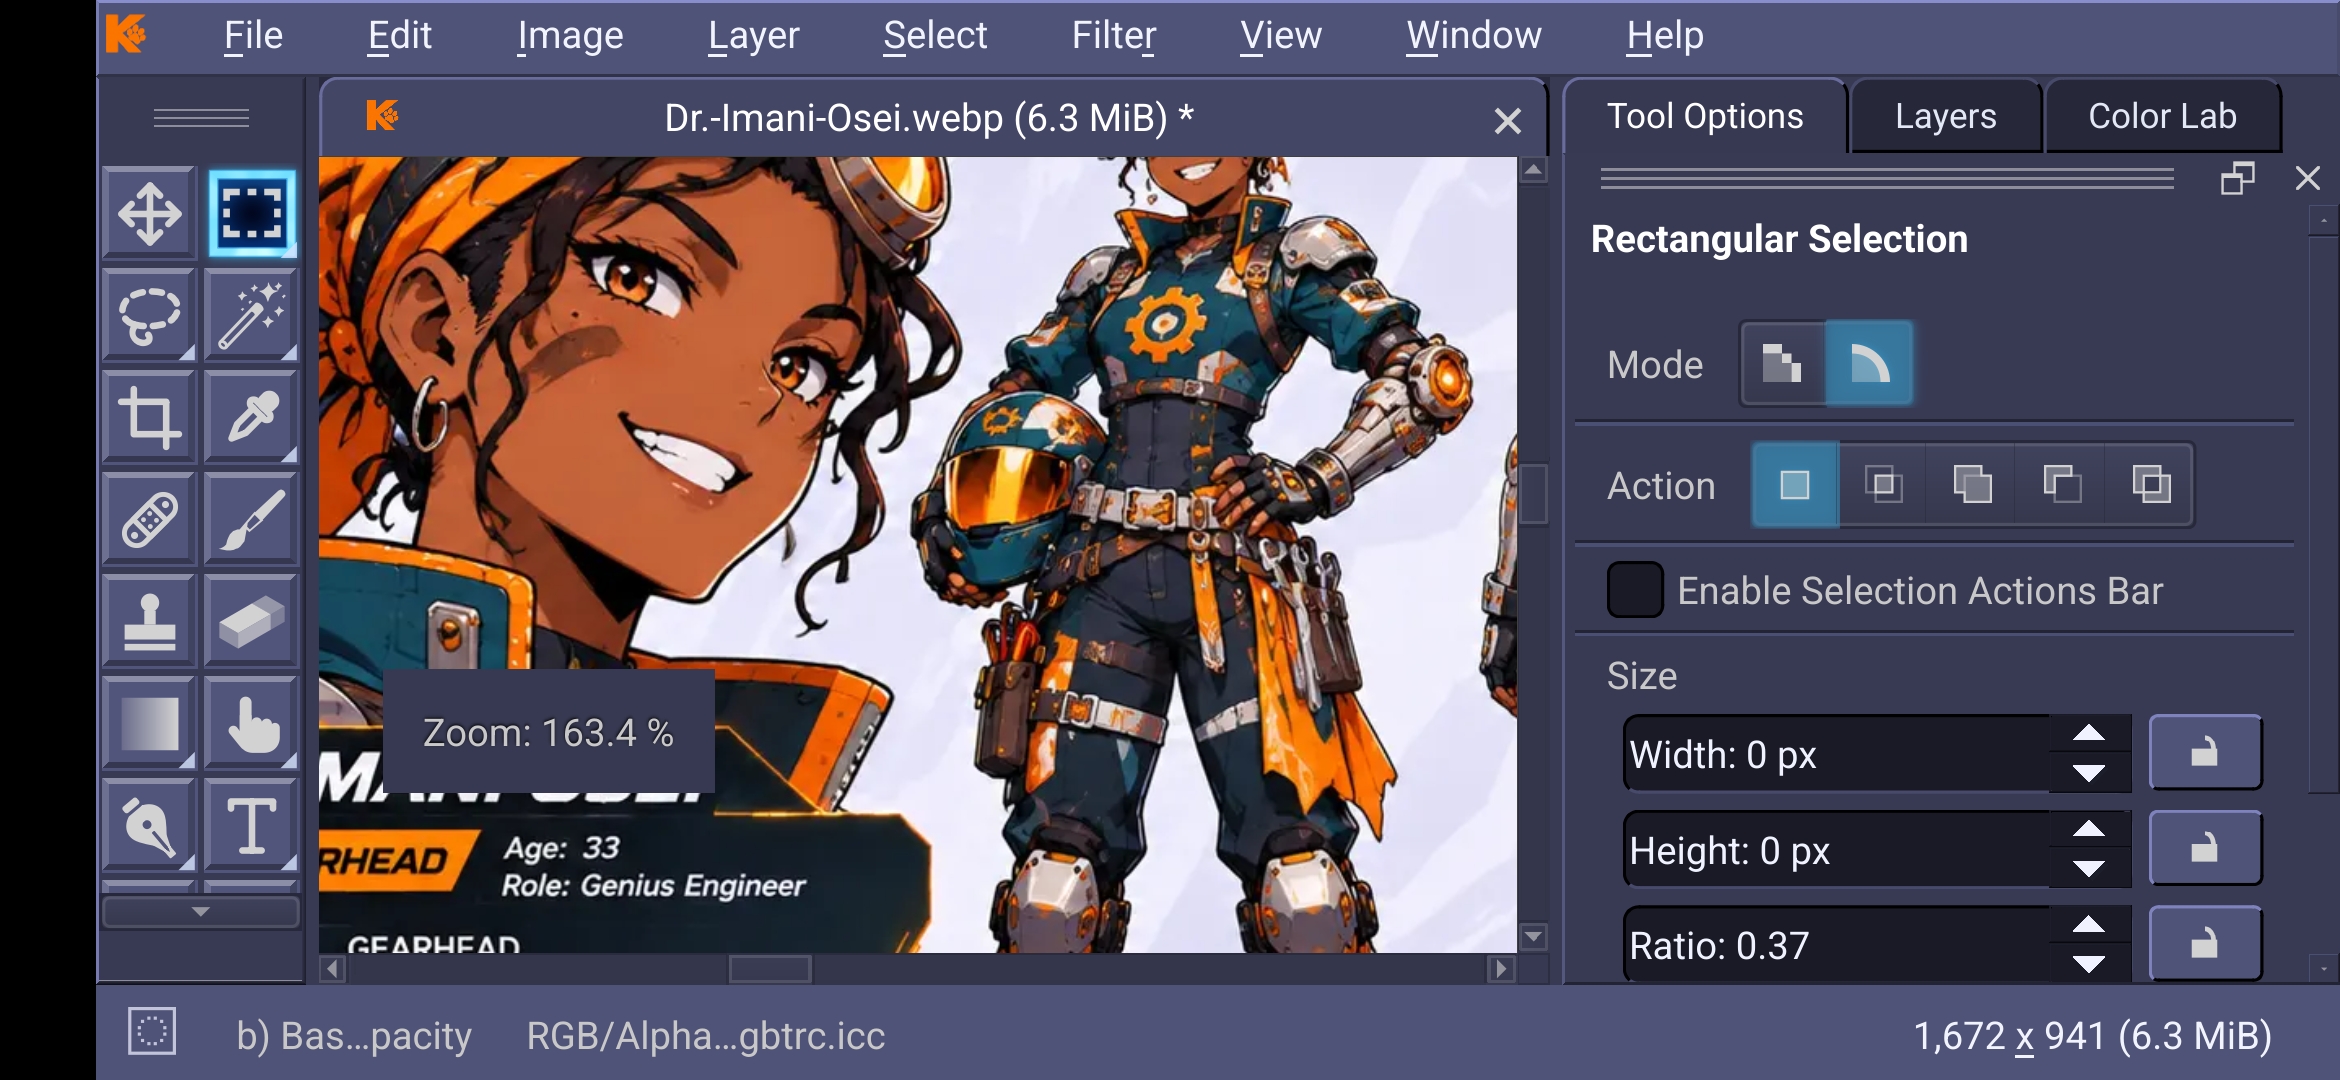 File Edit Image Layer Select Filter View Window Help
Dr.-Imani-Osei.webp (6.3 MiB) *
Tool Options Layers Color Lab
Rectangular Selection
Mode
Action
Enable Selection Actions Bar
Size
Width: 0 px
Height: 0 px
Ratio: 0.37
Zoom: 163.4 %
RHEAD
Age: 33
Role: Genius Engineer
GEARHEAD
b) Bas...pacity RGB/Alpha...gbtrc.icc 1,672 x 941 (6.3 MiB)